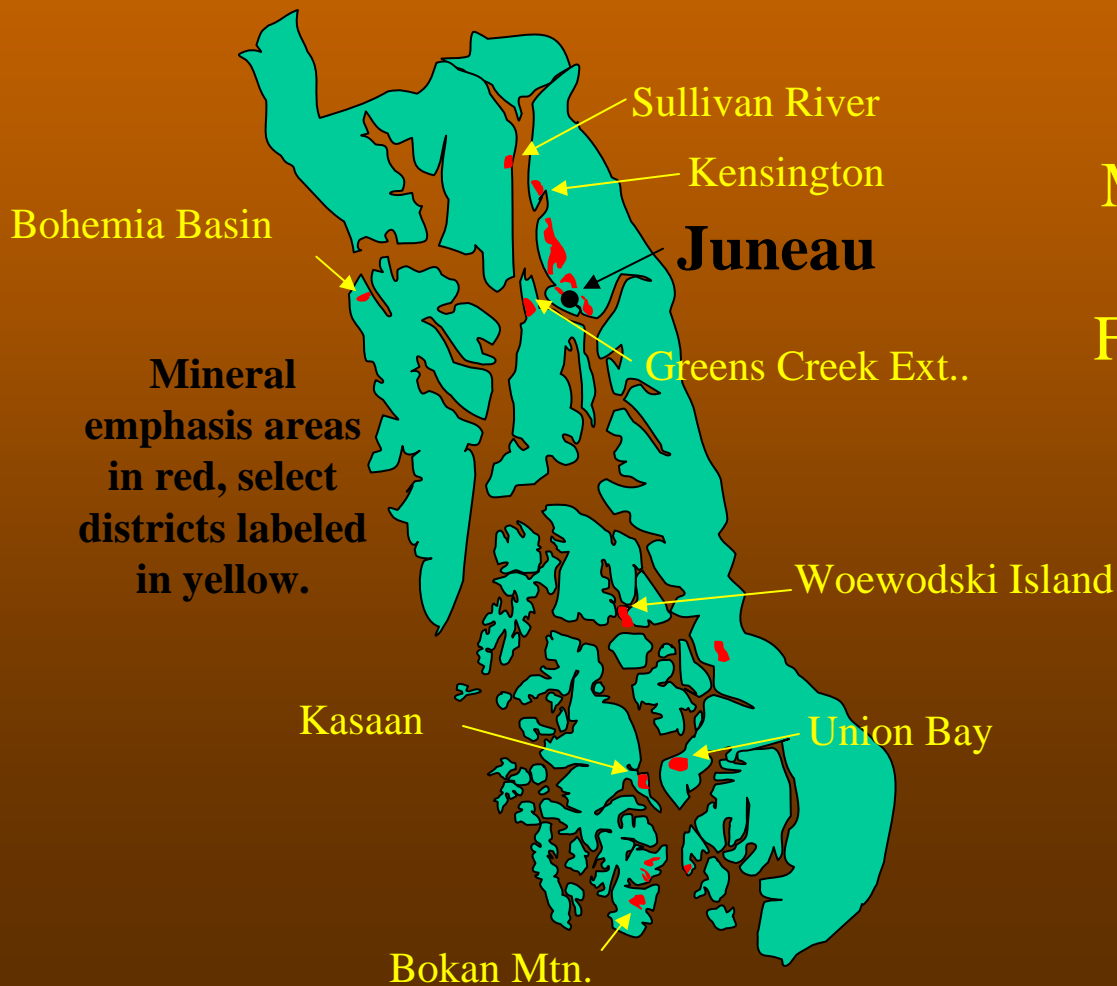 Sullivan River
Kensington
Bohemia Basin
Juneau
Greens Creek Ext..
Mineral
emphasis areas
in red, select
districts labeled
in yellow.
Woewodski Island
Kasaan
Union Bay
Bokan Mtn.